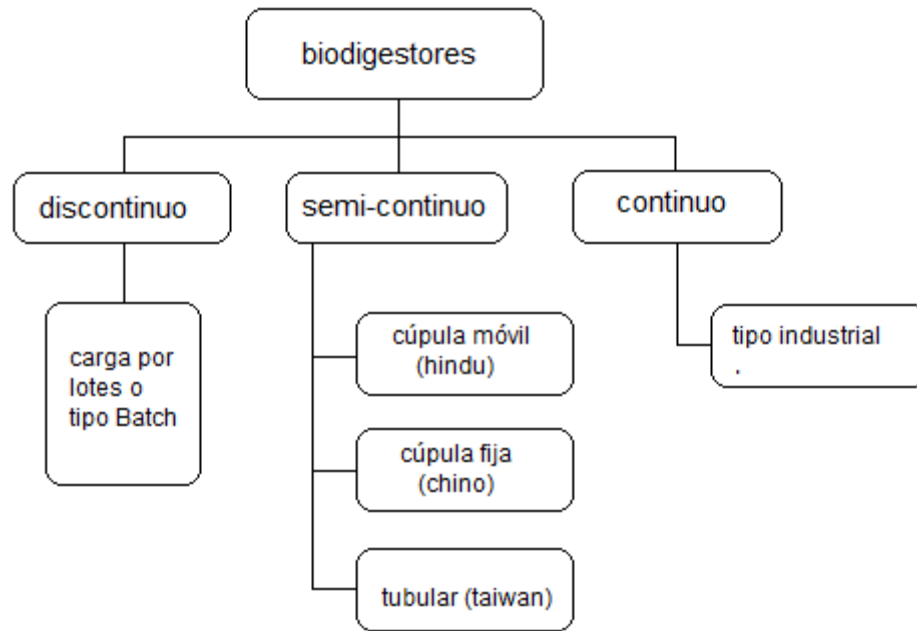 biodigestores
discontinuo
semi-continuo
continuo
carga por
lotes o
tipo Batch
cúpula móvil
(hindu)
cúpula fija
(chino)
tubular (taiwan)
tipo industrial
.